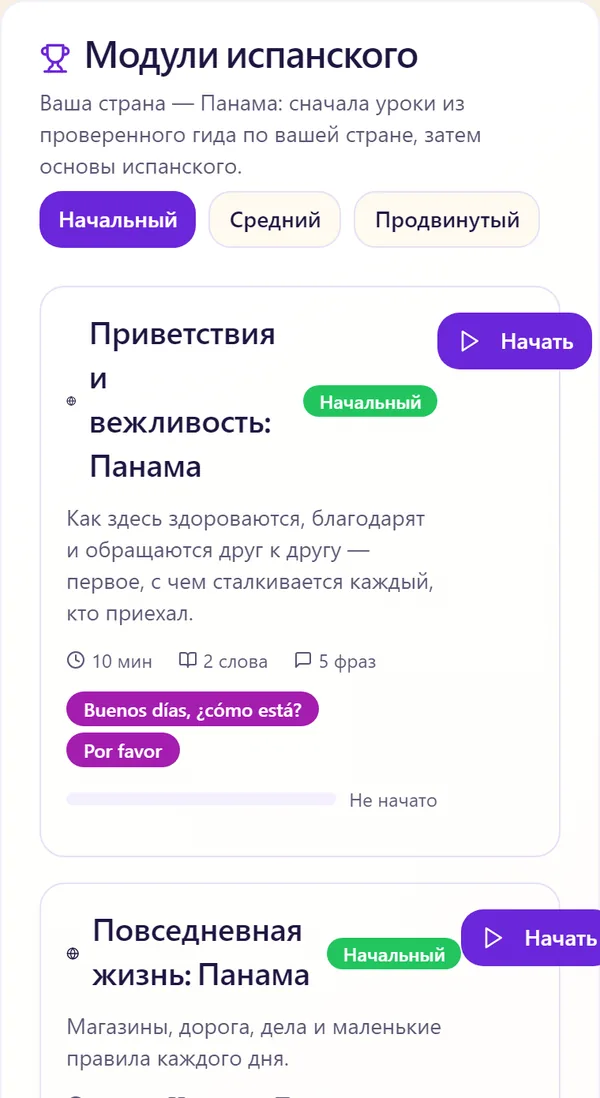 Модули испанского
Ваша страна — Панама: сначала уроки из
проверенного гида по вашей стране, затем
основы испанского.
Начальный Средний Продвинутый
Приветствия
и
вежливость:
Панама
Начальный
Начать
Как здесь здороваются, благодарят
и обращаются друг к другу —
первое, с чем сталкивается каждый,
кто приехал.
10 мин 2 слова 5 фраз
Buenos días, ¿cómo está?
Por favor
Не начато
Повседневная
жизнь: Панама
Начальный
Начать
Магазины, дорога, дела и маленькие
правила каждого дня.